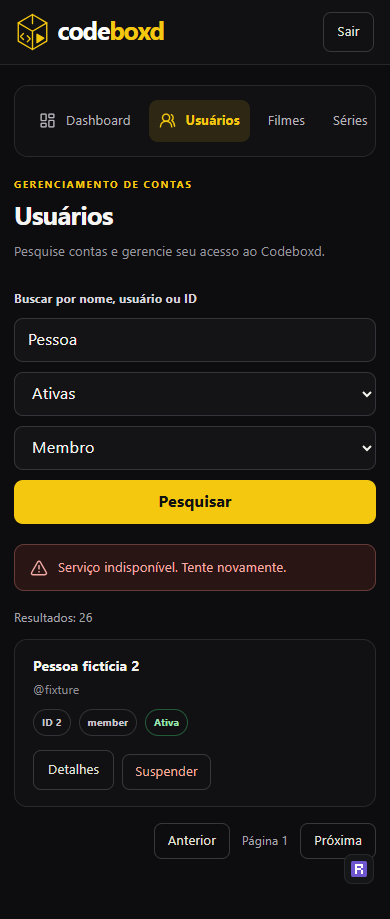 codeboxd
Sair
Dashboard
Usuários
Filmes
Séries
GERENCIAMENTO DE CONTAS
Usuários
Pesquise contas e gerencie seu acesso ao Codeboxd.
Buscar por nome, usuário ou ID
Pessoa
Ativas
Membro
Pesquisar
Serviço indisponível. Tente novamente.
Resultados: 26
Pessoa fictícia 2
@fixture
ID 2
member
Ativa
Detalhes
Suspender
Anterior
Página 1
Próxima
R